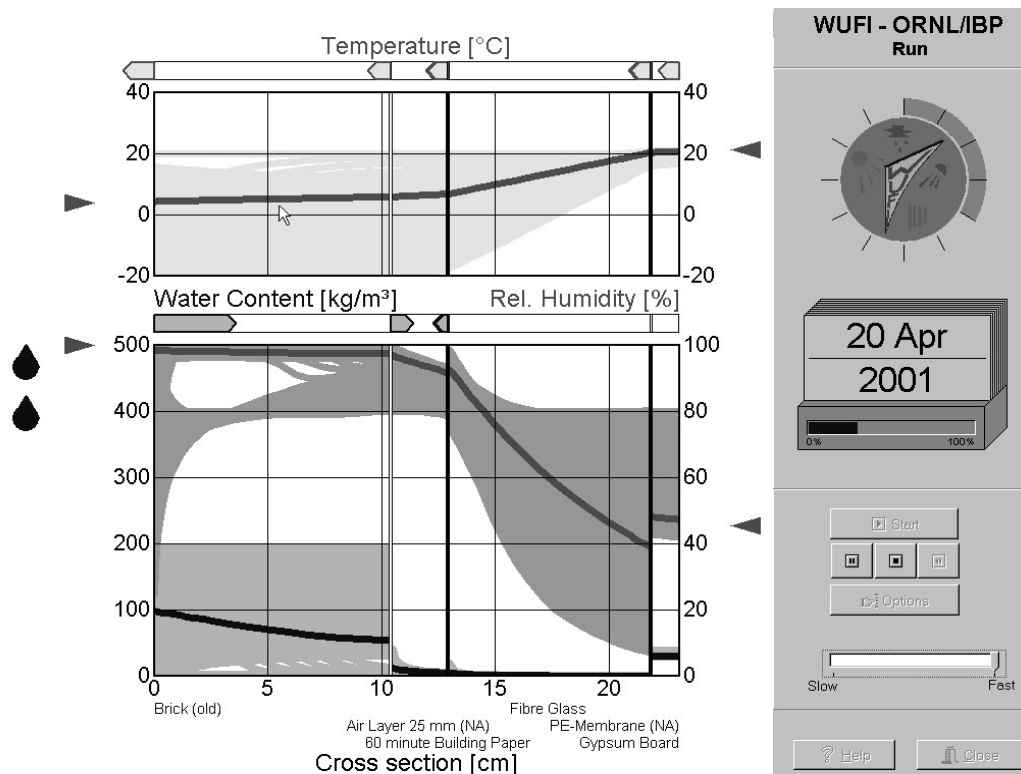 Temperature [°C]
40 40
20 20
0 0
-20 -20
Water Content [kg/m³] Rel. Humidity [%]
500 100
400 80
300 60
200 40
100 20
0 0
0 5 10 15 20
Brick (old) Fibre Glass
Air Layer 25 mm (NA) PE-Membrane (NA)
60 minute Building Paper Gypsum Board
Cross section [cm]
WUFI - ORNL/IBP
Run
20 Apr
2001
0% 100%
Start
Options
Slow Fast
Help Close